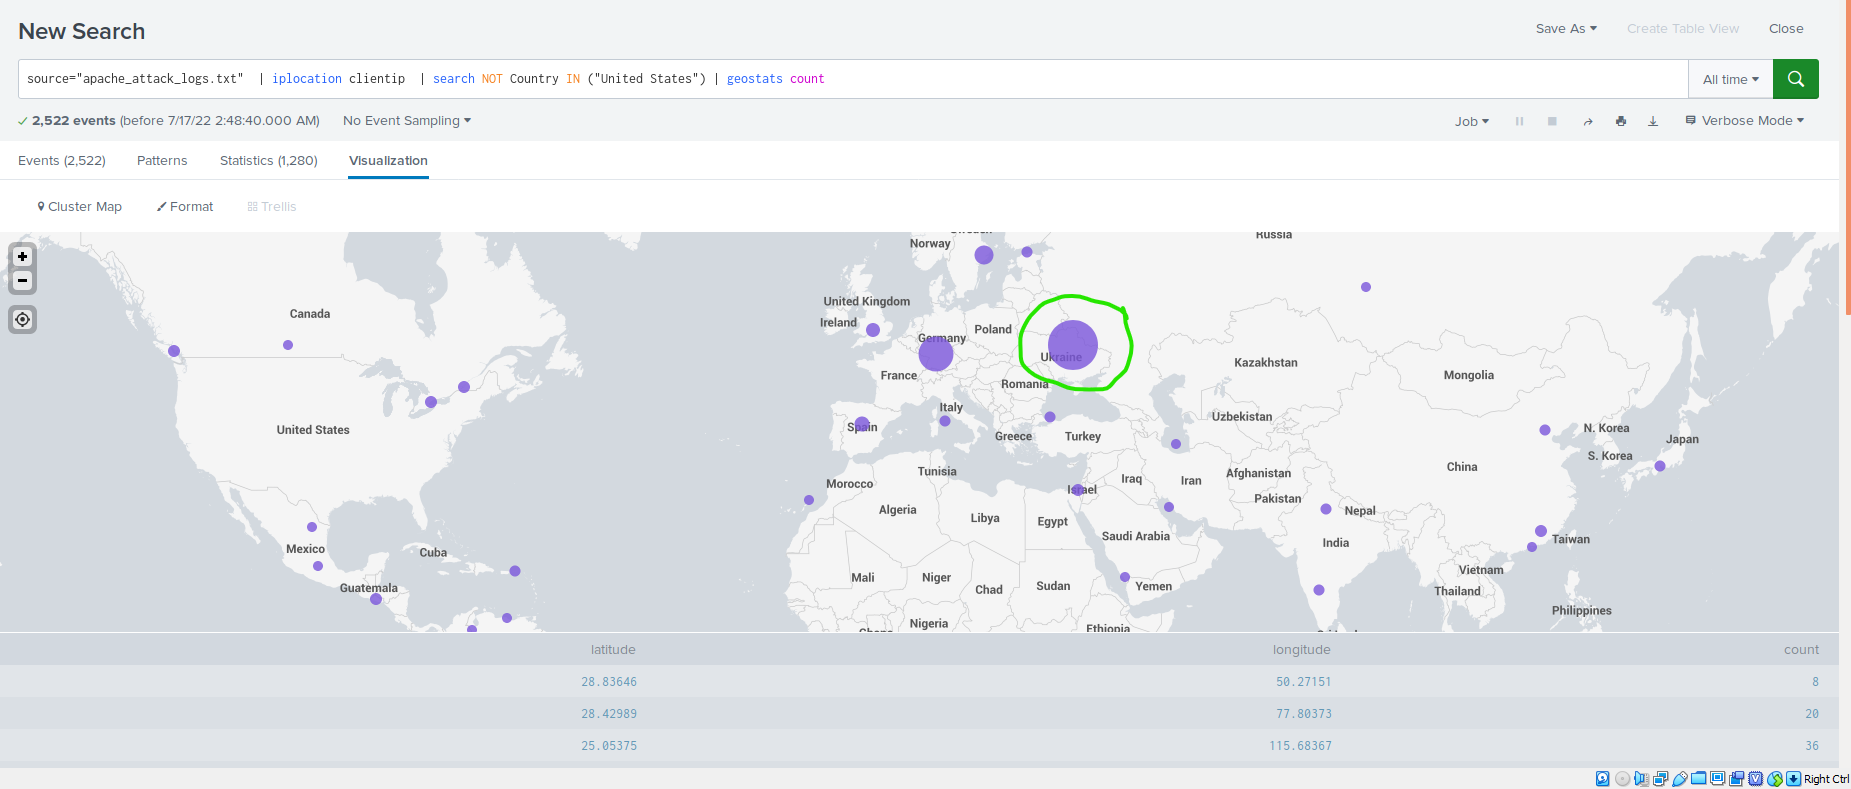 New Search
Save As ▾ Create Table View Close
source="apache_attack_logs.txt" | iplocation clientip | search NOT Country IN ("United States") | geostats count
All time ▾
✓ 2,522 events (before 7/17/22 2:48:40.000 AM) No Event Sampling ▾
Job ▾ Verbose Mode ▾
Events (2,522) Patterns Statistics (1,280) Visualization
Cluster Map Format Trellis
+
−
Russia
Norway
United Kingdom
Canada
Ireland
Poland
Germany
Ukraine
Kazakhstan
France
Mongolia
Romania
Italy
Uzbekistan
Spain
United States
N. Korea
Greece
Turkey
Japan
S. Korea
China
Tunisia
Afghanistan
Iraq
Iran
Morocco
Israel
Pakistan
Algeria
Nepal
Libya
Egypt
Saudi Arabia
Taiwan
India
Mexico
Cuba
Vietnam
Mali
Niger
Chad
Sudan
Yemen
Guatemala
Thailand
Philippines
Nigeria
Ethiopia
latitude longitude count
28.83646 50.27151 8
28.42989 77.80373 20
25.05375 115.68367 36
Right Ctrl